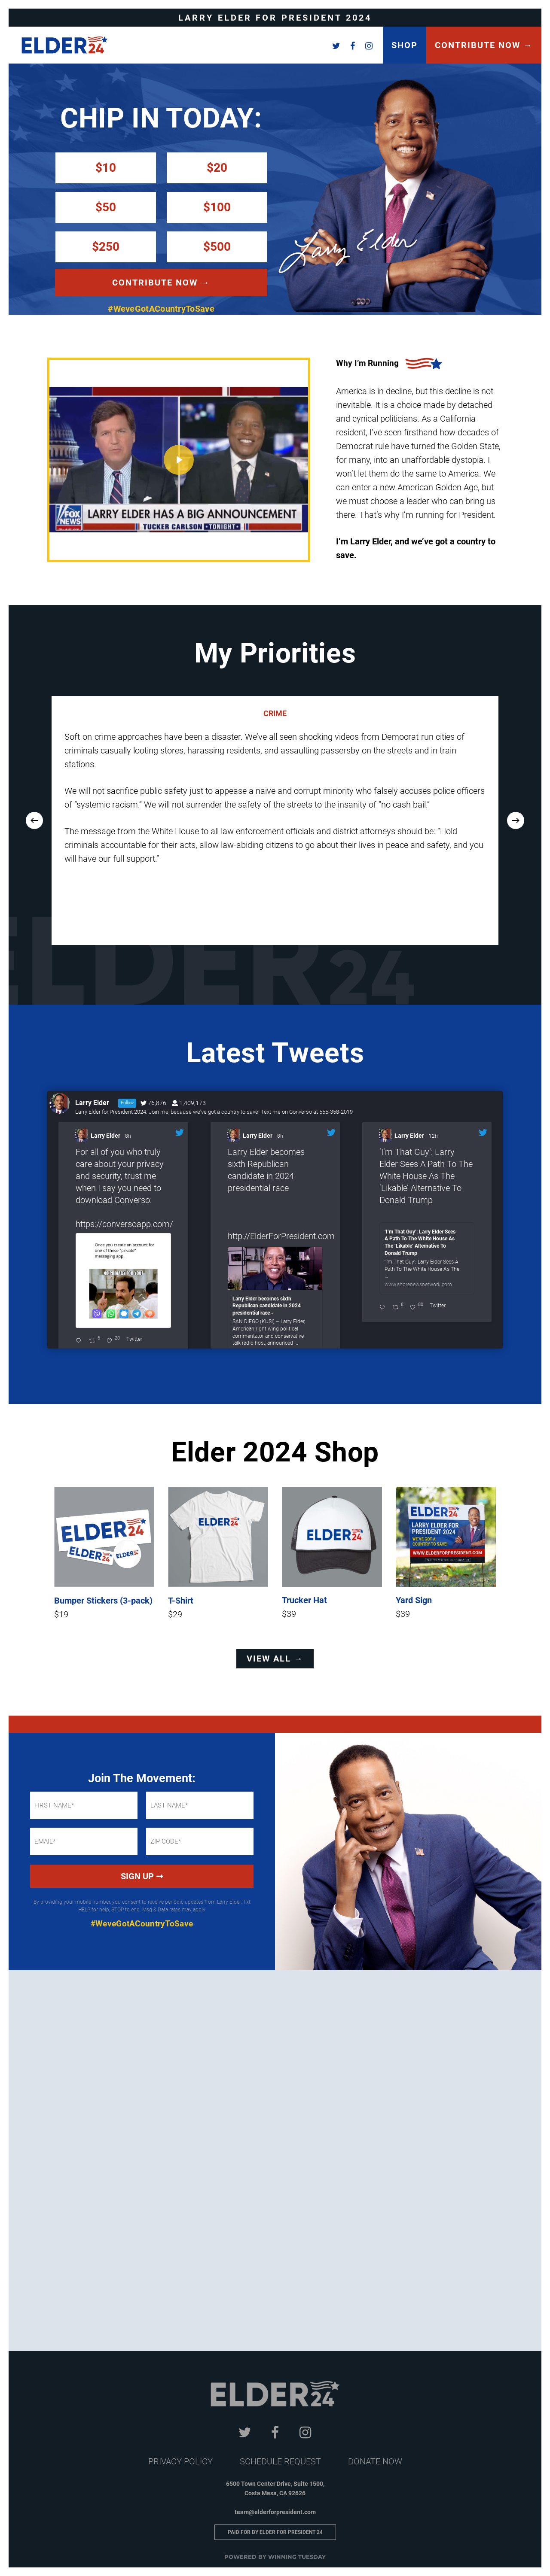 LARRY ELDER FOR PRESIDENT 2024
ELDER24
SHOP
CONTRIBUTE NOW →
CHIP IN TODAY:
$10
$20
$50
$100
$250
$500
CONTRIBUTE NOW →
#WeveGotACountryToSave
Larry Elder
FOX
NEWS
LARRY ELDER HAS A BIG ANNOUNCEMENT
TUCKER CARLSON TONIGHT
Why I'm Running
America is in decline, but this decline is not
inevitable. It is a choice made by detached
and cynical politicians. As a California
resident, I've seen firsthand how decades of
Democrat rule have turned the Golden State,
for many, into an unaffordable dystopia. I
won't let them do the same to America. We
can enter a new American Golden Age, but
we must choose a leader who can bring us
there. That's why I'm running for President.
I'm Larry Elder, and we've got a country to
save.
My Priorities
CRIME
Soft-on-crime approaches have been a disaster. We've all seen shocking videos from Democrat-run cities of
criminals casually looting stores, harassing residents, and assaulting passersby on the streets and in train
stations.
We will not sacrifice public safety just to appease a naive and corrupt minority who falsely accuses police officers
of "systemic racism." We will not surrender the safety of the streets to the insanity of "no cash bail."
The message from the White House to all law enforcement officials and district attorneys should be: "Hold
criminals accountable for their acts, allow law-abiding citizens to go about their lives in peace and safety, and you
will have our full support."
ELDER24
Latest Tweets
Larry Elder
Follow
76,876
1,409,173
Larry Elder for President 2024. Join me, because we've got a country to save! Text me on Converso at 555-358-2019
Larry Elder 8h
For all of you who truly
care about your privacy
and security, trust me
when I say you need to
download Converso:
https://conversoapp.com/
Once you create an account for
one of these "private"
messaging app.
6 20 Twitter
Larry Elder 8h
Larry Elder becomes
sixth Republican
candidate in 2024
presidential race
http://ElderForPresident.com
Larry Elder becomes sixth
Republican candidate in 2024
presidential race -
SAN DIEGO (KUSI) – Larry Elder,
American right-wing political
commentator and conservative
talk radio host, announced ...
Larry Elder 12h
'I'm That Guy': Larry
Elder Sees A Path To The
White House As The
'Likable' Alternative To
Donald Trump
'I'm That Guy': Larry Elder Sees
A Path To The White House As
The 'Likable' Alternative To
Donald Trump
'I'm That Guy': Larry Elder Sees A
Path To The White House As The
...
www.shorenewsnetwork.com
8 80 Twitter
Elder 2024 Shop
ELDER24
ELDER24
ELDER24
ELDER24
ELDER24
ELDER24
LARRY ELDER FOR
PRESIDENT 2024
WE'VE GOT A
COUNTRY TO SAVE!
WWW.ELDERFORPRESIDENT.COM
Bumper Stickers (3-pack)
$19
T-Shirt
$29
Trucker Hat
$39
Yard Sign
$39
VIEW ALL →
Join The Movement:
FIRST NAME*
LAST NAME*
EMAIL*
ZIP CODE*
SIGN UP ➞
By providing your mobile number, you consent to receive periodic updates from Larry Elder. Txt
HELP for help, STOP to end. Msg & Data rates may apply
#WeveGotACountryToSave
ELDER24
PRIVACY POLICY
SCHEDULE REQUEST
DONATE NOW
6500 Town Center Drive, Suite 1500,
Costa Mesa, CA 92626
team@elderforpresident.com
PAID FOR BY ELDER FOR PRESIDENT 24
POWERED BY WINNING TUESDAY